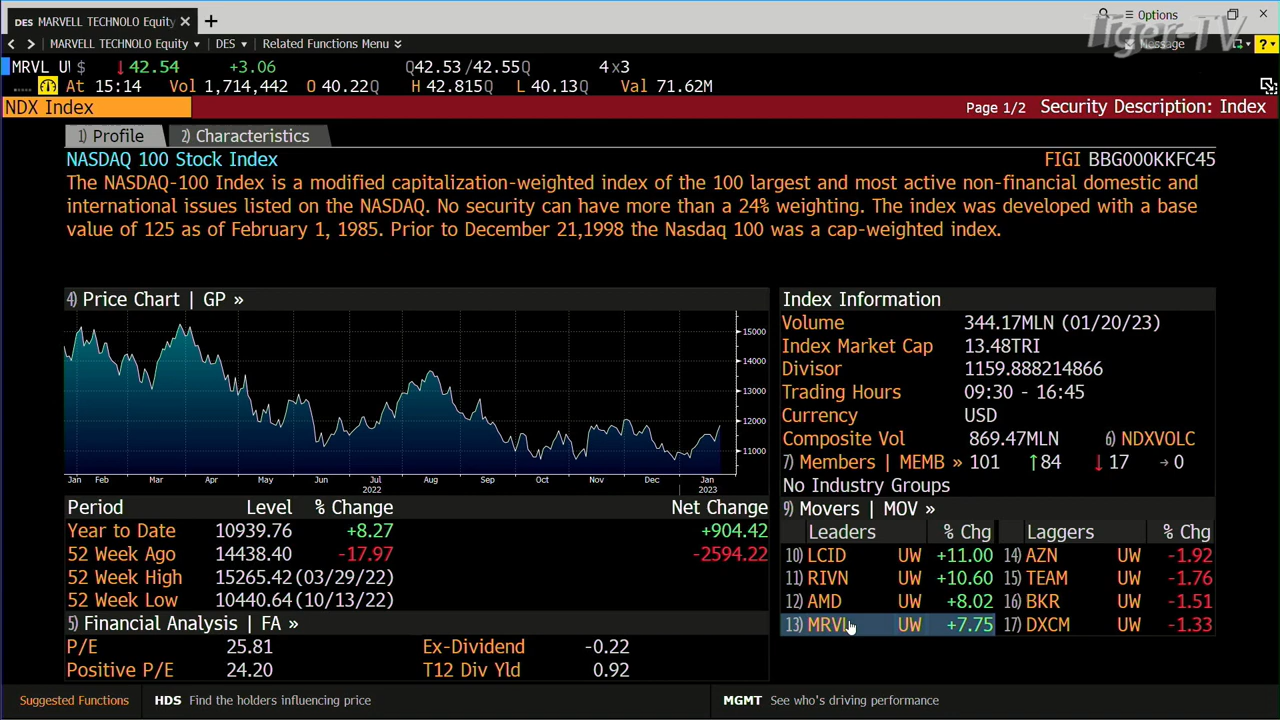 DES MARVELL TECHNOLO Equity × +
Options
Tiger-TV
< > MARVELL TECHNOLO Equity ▾ DES ▾ Related Functions Menu
Message
?
MRVL U $ ↓42.54 +3.06 Q42.53 / 42.55Q 4x3
At 15:14 Vol 1,714,442 O 40.22Q H 42.815Q L 40.13Q Val 71.62M
NDX Index Page 1/2 Security Description: Index
1) Profile 2) Characteristics
NASDAQ 100 Stock Index FIGI BBG000KKFC45
The NASDAQ-100 Index is a modified capitalization-weighted index of the 100 largest and most active non-financial domestic and
international issues listed on the NASDAQ. No security can have more than a 24% weighting. The index was developed with a base
value of 125 as of February 1, 1985. Prior to December 21,1998 the Nasdaq 100 was a cap-weighted index.
4) Price Chart | GP »
15000
14000
13000
12000
11000
Jan Feb Mar Apr May Jun Jul Aug Sep Oct Nov Dec Jan
2022 2023
Period Level % Change Net Change
Year to Date 10939.76 +8.27 +904.42
52 Week Ago 14438.40 -17.97 -2594.22
52 Week High 15265.42 (03/29/22)
52 Week Low 10440.64 (10/13/22)
5) Financial Analysis | FA »
P/E 25.81 Ex-Dividend -0.22
Positive P/E 24.20 T12 Div Yld 0.92
Index Information
Volume 344.17MLN (01/20/23)
Index Market Cap 13.48TRI
Divisor 1159.888214866
Trading Hours 09:30 - 16:45
Currency USD
Composite Vol 869.47MLN 6) NDXVOLC
7) Members | MEMB » 101 ↑84 ↓17 →0
No Industry Groups
9) Movers | MOV »
Leaders % Chg Laggers % Chg
10) LCID UW +11.00 14) AZN UW -1.92
11) RIVN UW +10.60 15) TEAM UW -1.76
12) AMD UW +8.02 16) BKR UW -1.51
13) MRVL UW +7.75 17) DXCM UW -1.33
Suggested Functions HDS Find the holders influencing price MGMT See who's driving performance